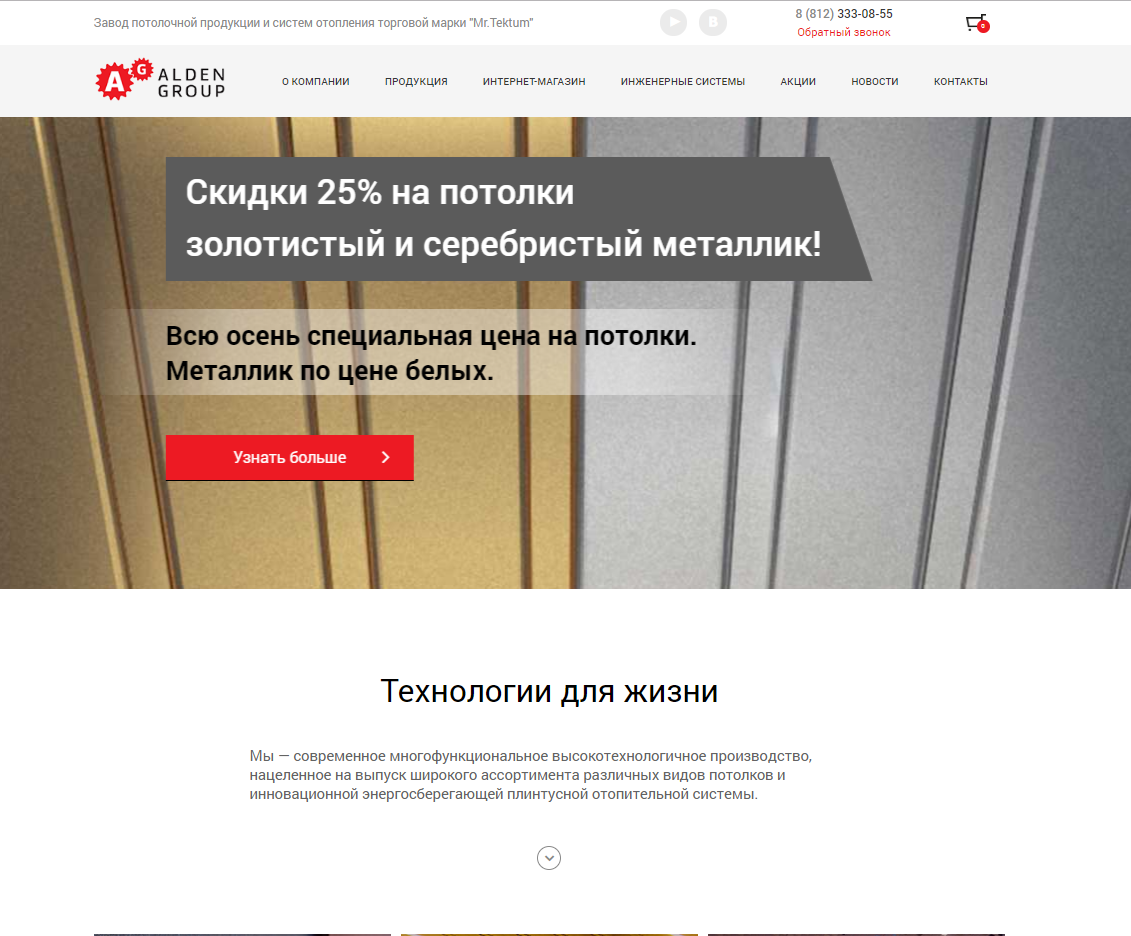 Завод потолочной продукции и систем отопления торговой марки "Mr.Tektum"
B
8 (812) 333-08-55
Обратный звонок
0
A G
ALDEN
GROUP
О КОМПАНИИ ПРОДУКЦИЯ ИНТЕРНЕТ-МАГАЗИН ИНЖЕНЕРНЫЕ СИСТЕМЫ АКЦИИ НОВОСТИ КОНТАКТЫ
Скидки 25% на потолки
золотистый и серебристый металлик!
Всю осень специальная цена на потолки.
Металлик по цене белых.
Узнать больше
Технологии для жизни
Мы — современное многофункциональное высокотехнологичное производство,
нацеленное на выпуск широкого ассортимента различных видов потолков и
инновационной энергосберегающей плинтусной отопительной системы.